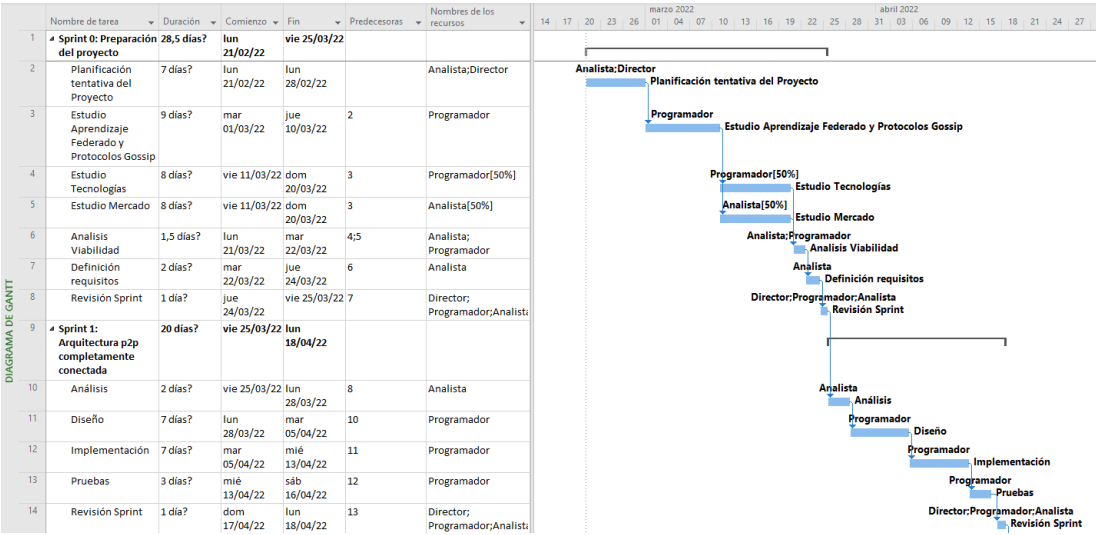 Nombre de tarea Duración Comienzo Fin Predecesoras Nombres de los recursos
marzo 2022 abril 2022
14 17 20 23 26 01 04 07 10 13 16 19 22 25 28 31 03 06 09 12 15 18 21 24 27
DIAGRAMA DE GANTT
1 Sprint 0: Preparación del proyecto 28,5 días? lun 21/02/22 vie 25/03/22
2 Planificación tentativa del Proyecto 7 días? lun 21/02/22 lun 28/02/22 Analista;Director
3 Estudio Aprendizaje Federado y Protocolos Gossip 9 días? mar 01/03/22 jue 10/03/22 2 Programador
4 Estudio Tecnologías 8 días? vie 11/03/22 dom 20/03/22 3 Programador[50%]
5 Estudio Mercado 8 días? vie 11/03/22 dom 20/03/22 3 Analista[50%]
6 Analisis Viabilidad 1,5 días? lun 21/03/22 mar 22/03/22 4;5 Analista; Programador
7 Definición requisitos 2 días? mar 22/03/22 jue 24/03/22 6 Analista
8 Revisión Sprint 1 día? jue 24/03/22 vie 25/03/22 7 Director; Programador;Analista
9 Sprint 1: Arquitectura p2p completamente conectada 20 días? vie 25/03/22 lun 18/04/22
10 Análisis 2 días? vie 25/03/22 lun 28/03/22 8 Analista
11 Diseño 7 días? lun 28/03/22 mar 05/04/22 10 Programador
12 Implementación 7 días? mar 05/04/22 mié 13/04/22 11 Programador
13 Pruebas 3 días? mié 13/04/22 sáb 16/04/22 12 Programador
14 Revisión Sprint 1 día? dom 17/04/22 lun 18/04/22 13 Director; Programador;Analista
Analista;Director
Planificación tentativa del Proyecto
Programador
Estudio Aprendizaje Federado y Protocolos Gossip
Programador[50%]
Estudio Tecnologías
Analista[50%]
Estudio Mercado
Analista;Programador
Analisis Viabilidad
Analista
Definición requisitos
Director;Programador;Analista
Revisión Sprint
Analista
Análisis
Programador
Diseño
Programador
Implementación
Programador
Pruebas
Director;Programador;Analista
Revisión Sprint